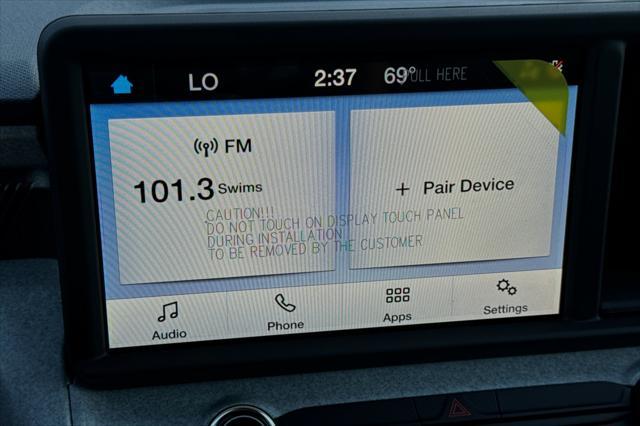 LO 2:37 69° PULL HERE
FM
101.3 Swims
+ Pair Device
CAUTION!!!
DO NOT TOUCH ON DISPLAY TOUCH PANEL
DURING INSTALLATION
TO BE REMOVED BY THE CUSTOMER
Audio Phone Apps Settings